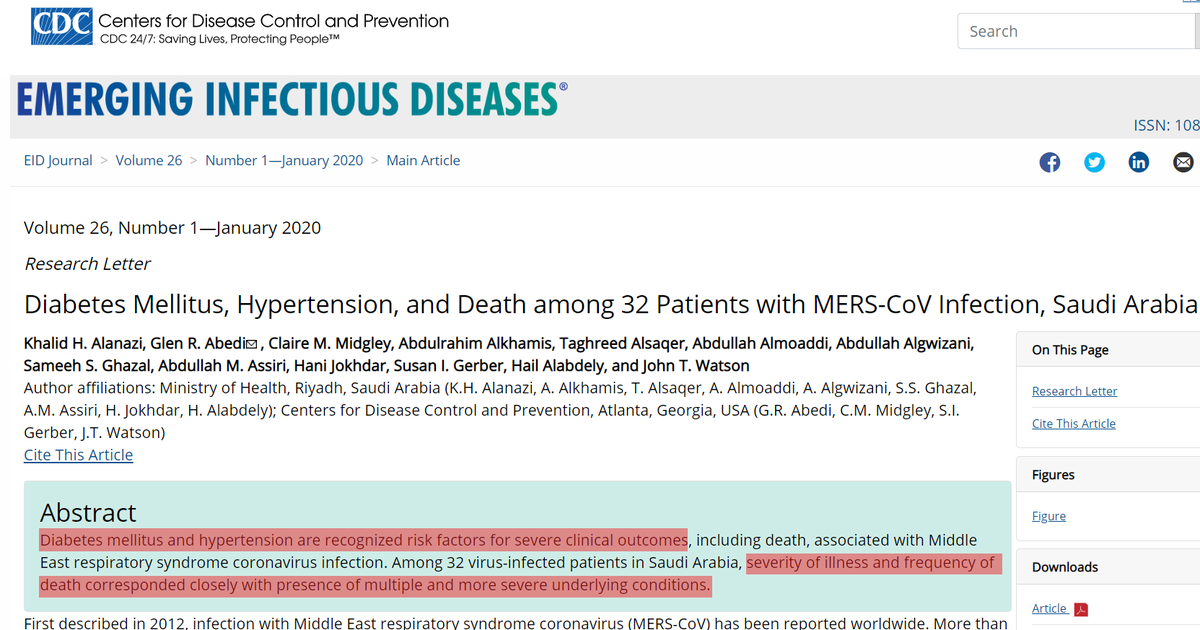 CDC Centers for Disease Control and Prevention
CDC 24/7: Saving Lives, Protecting People™
Search
EMERGING INFECTIOUS DISEASES®
ISSN: 108
EID Journal > Volume 26 > Number 1—January 2020 > Main Article
Volume 26, Number 1—January 2020
Research Letter
Diabetes Mellitus, Hypertension, and Death among 32 Patients with MERS-CoV Infection, Saudi Arabia
Khalid H. Alanazi, Glen R. Abedi, Claire M. Midgley, Abdulrahim Alkhamis, Taghreed Alsaqer, Abdullah Almoaddi, Abdullah Algwizani,
Sameeh S. Ghazal, Abdullah M. Assiri, Hani Jokhdar, Susan I. Gerber, Hail Alabdely, and John T. Watson
Author affiliations: Ministry of Health, Riyadh, Saudi Arabia (K.H. Alanazi, A. Alkhamis, T. Alsaqer, A. Almoaddi, A. Algwizani, S.S. Ghazal,
A.M. Assiri, H. Jokhdar, H. Alabdely); Centers for Disease Control and Prevention, Atlanta, Georgia, USA (G.R. Abedi, C.M. Midgley, S.I.
Gerber, J.T. Watson)
Cite This Article
Abstract
Diabetes mellitus and hypertension are recognized risk factors for severe clinical outcomes, including death, associated with Middle
East respiratory syndrome coronavirus infection. Among 32 virus-infected patients in Saudi Arabia, severity of illness and frequency of
death corresponded closely with presence of multiple and more severe underlying conditions.
First described in 2012, infection with Middle East respiratory syndrome coronavirus (MERS-CoV) has been reported worldwide. More than
On This Page
Research Letter
Cite This Article
Figures
Figure
Downloads
Article